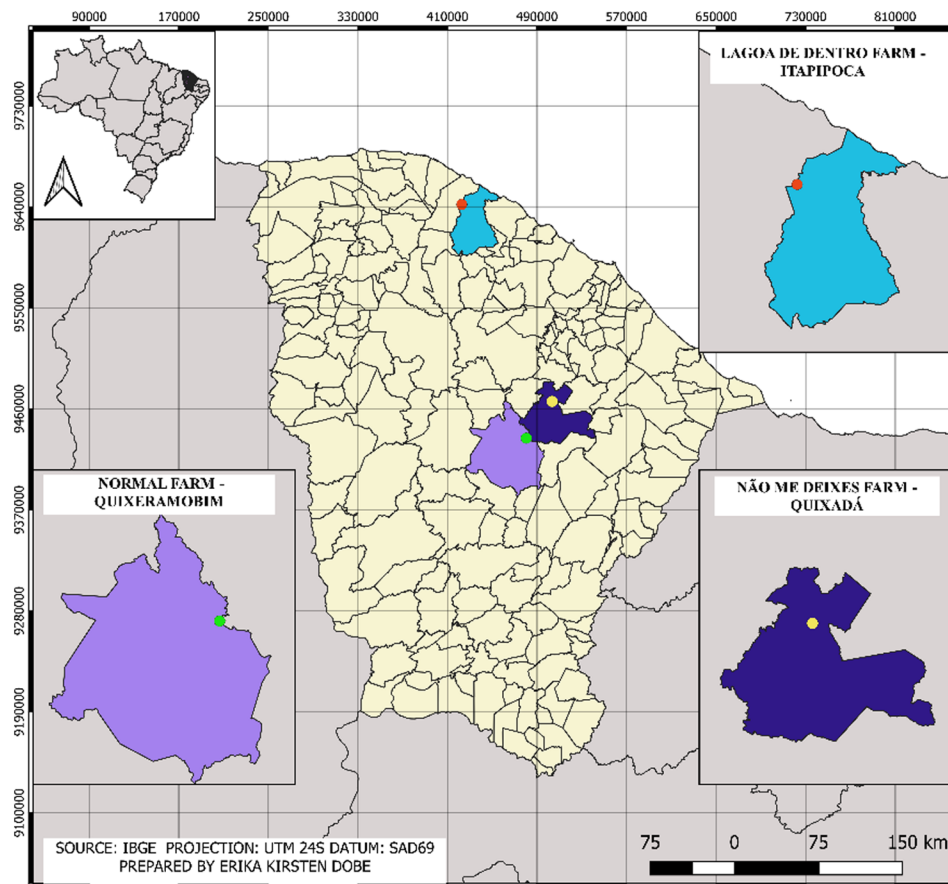 90000 170000 250000 330000 410000 490000 570000 650000 730000 810000
9730000
9640000
9550000
9460000
9370000
9280000
9190000
9100000
LAGOA DE DENTRO FARM -
ITAPIPOCA
NORMAL FARM -
QUIXERAMOBIM
NÃO ME DEIXES FARM -
QUIXADÁ
SOURCE: IBGE PROJECTION: UTM 24S DATUM: SAD69
PREPARED BY ERIKA KIRSTEN DOBE
75 0 75 150 km